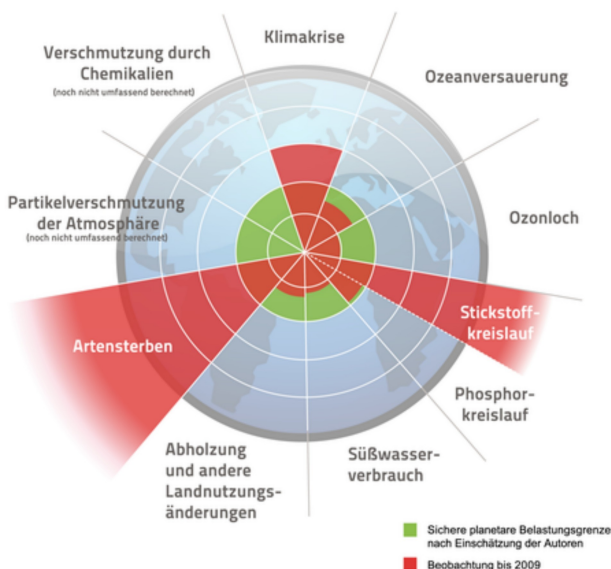 Klimakrise
Verschmutzung durch
Chemikalien
(noch nicht umfassend berechnet)
Ozeanversauerung
Partikelverschmutzung
der Atmosphäre
(noch nicht umfassend berechnet)
Ozonloch
Stickstoff-
kreislauf
Artensterben
Phosphor-
kreislauf
Abholzung
und andere
Landnutzungs-
änderungen
Süßwasser-
verbrauch
Sichere planetare Belastungsgrenze
nach Einschätzung der Autoren
Beobachtung bis 2009